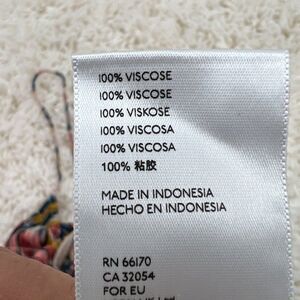 100% VISCOSE
100% VISCOSE
100% VISKOSE
100% VISCOSA
100% VISCOSA
100% 粘胶
MADE IN INDONESIA
HECHO EN INDONESIA
RN 66170
CA 32054
FOR EU